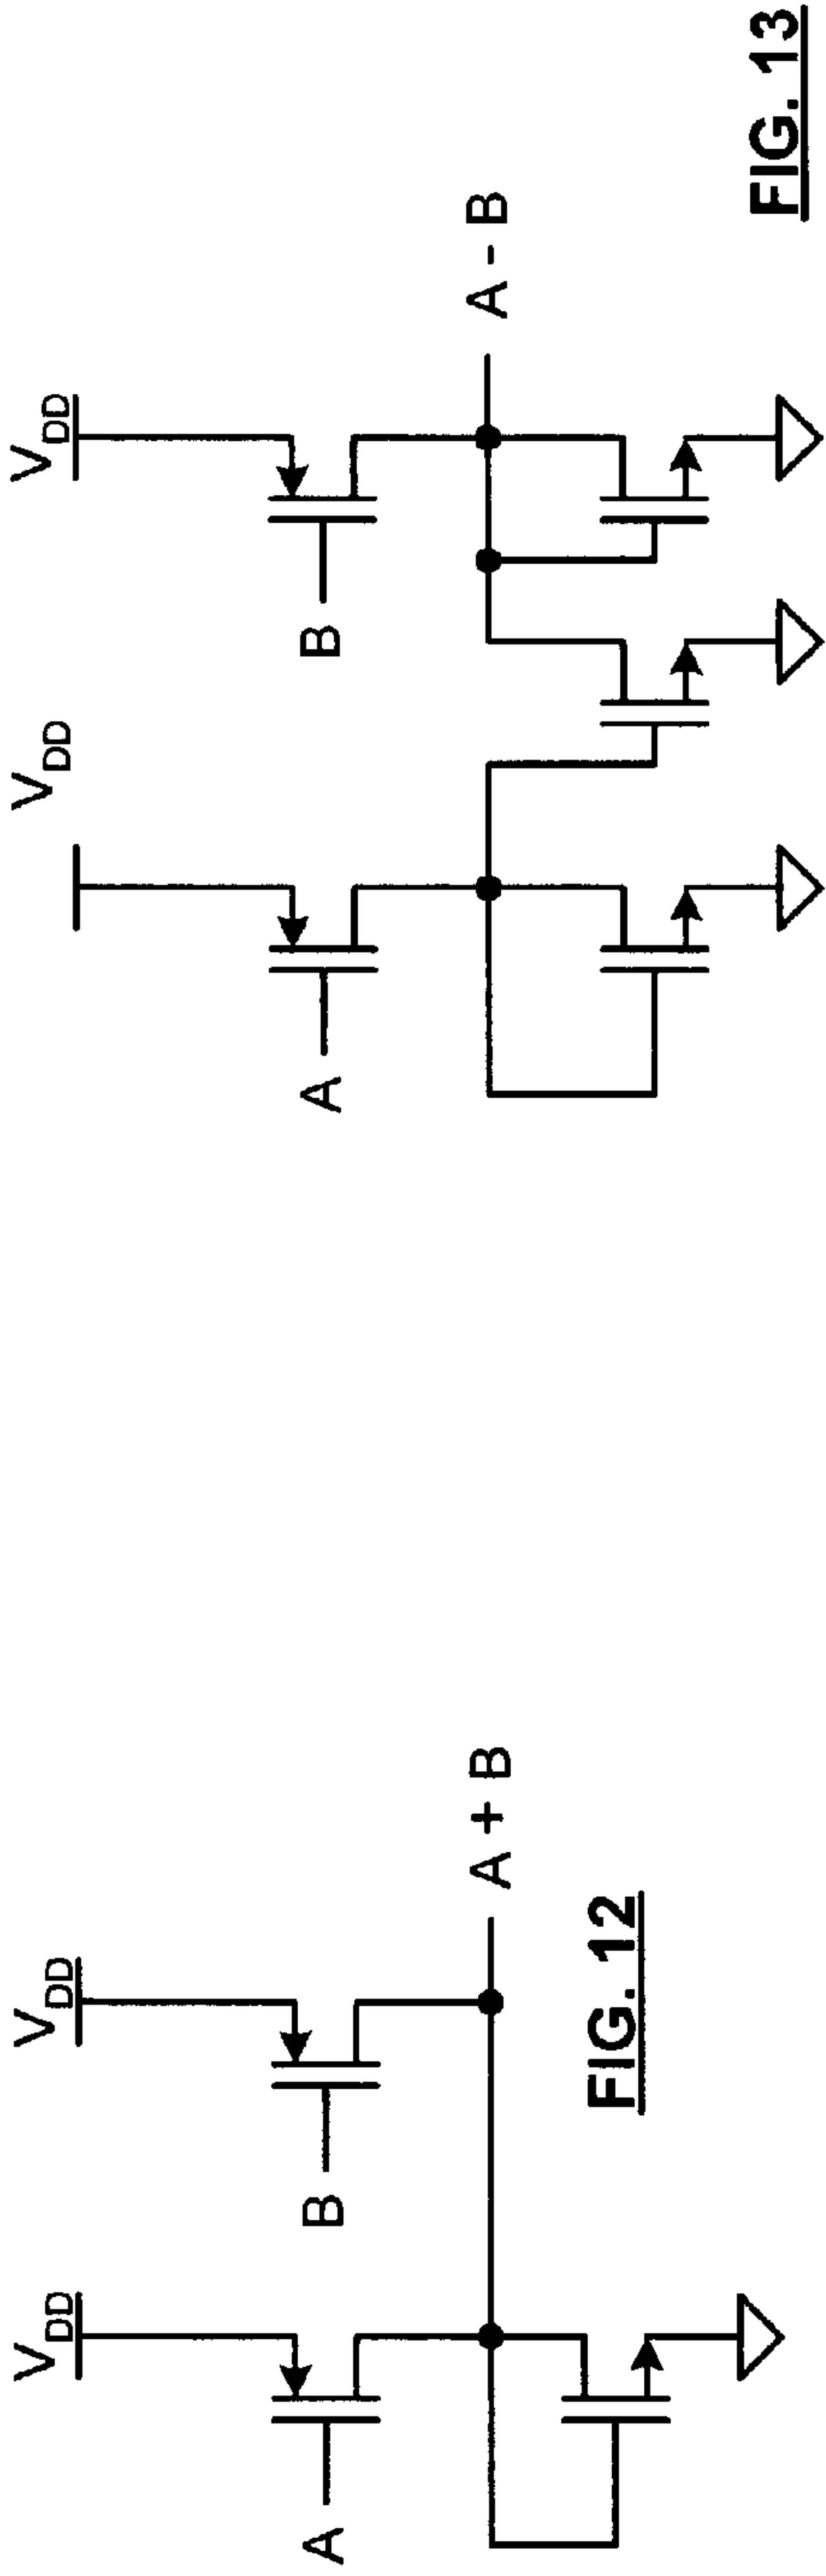 V_DD
V_DD
A
B
A + B
FIG. 12
V_DD
V_DD
A
B
A - B
FIG. 13